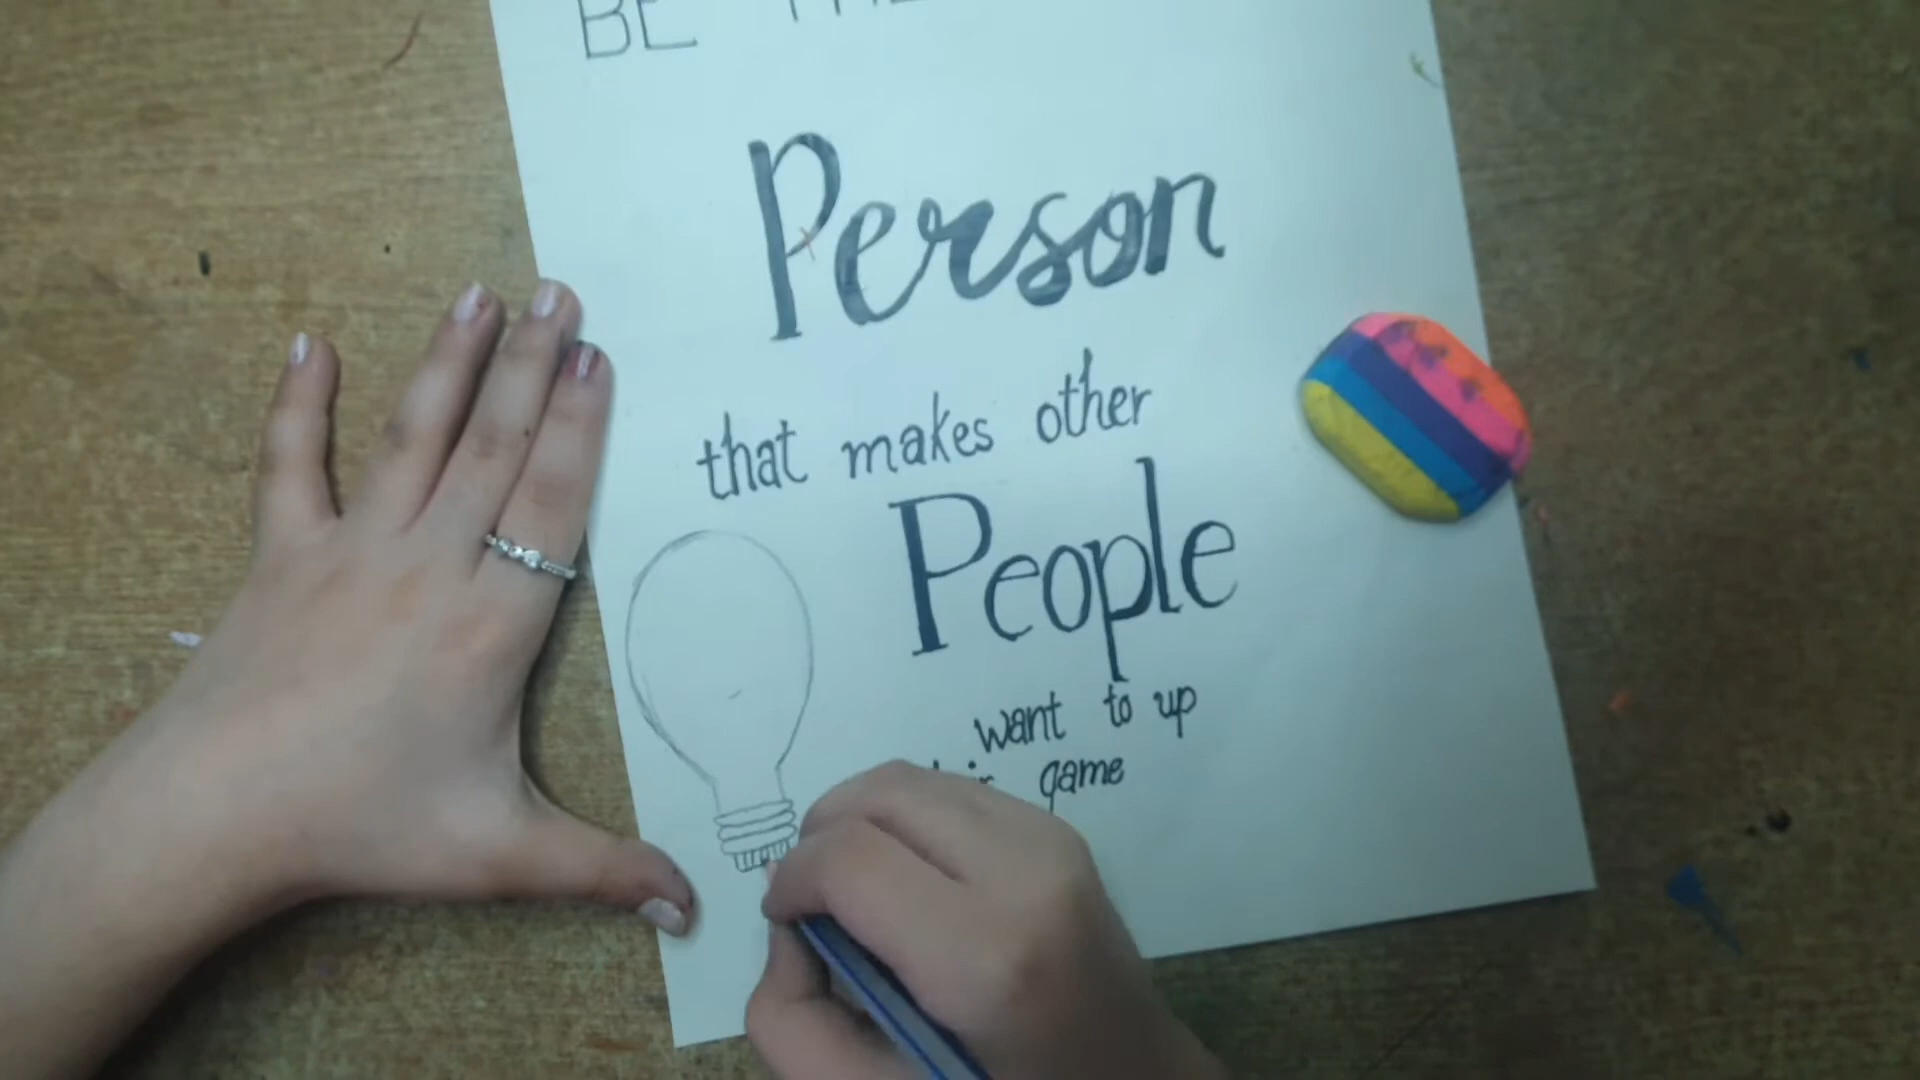 BE
Person
that makes other
People
want to up
game